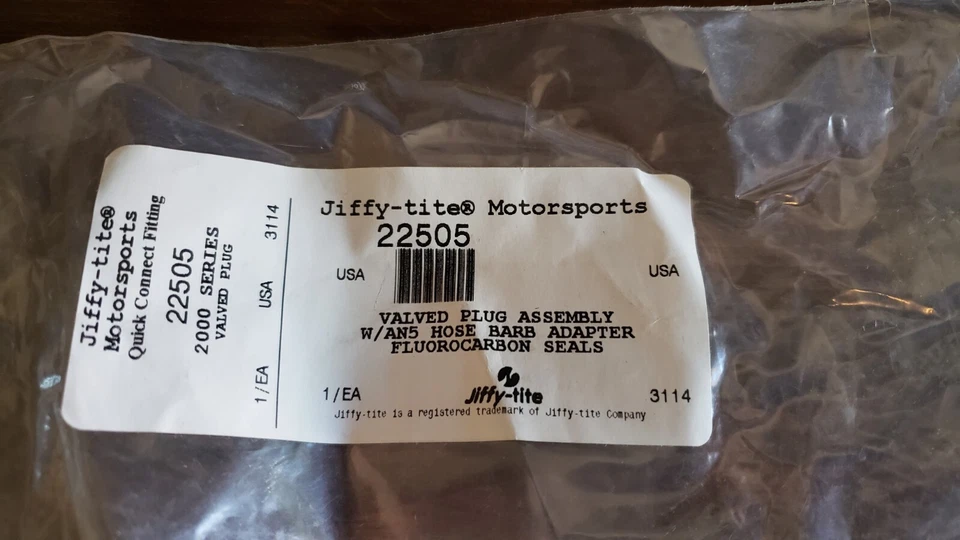 Jiffy-tite®
Motorsports
Quick Connect Fitting
22505
2000 SERIES
VALVED PLUG
1/EA USA 3114
Jiffy-tite® Motorsports
22505
USA USA
VALVED PLUG ASSEMBLY
W/AN5 HOSE BARB ADAPTER
FLUOROCARBON SEALS
1/EA Jiffy-tite 3114
Jiffy-tite is a registered trademark of Jiffy-tite Company